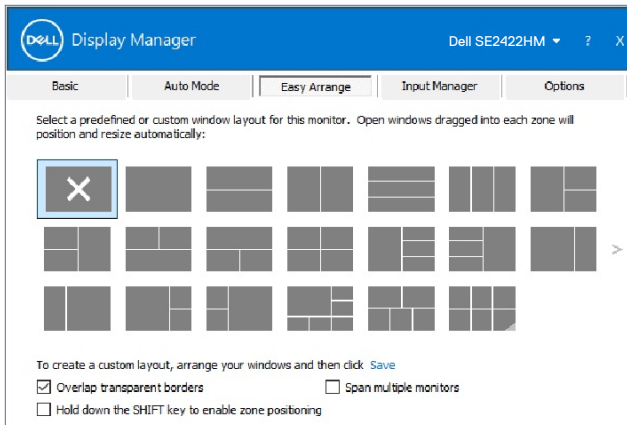 DELL Display Manager Dell SE2422HM ? X
Basic Auto Mode Easy Arrange Input Manager Options
Select a predefined or custom window layout for this monitor. Open windows dragged into each zone will
position and resize automatically:
To create a custom layout, arrange your windows and then click Save
Overlap transparent borders Span multiple monitors
Hold down the SHIFT key to enable zone positioning